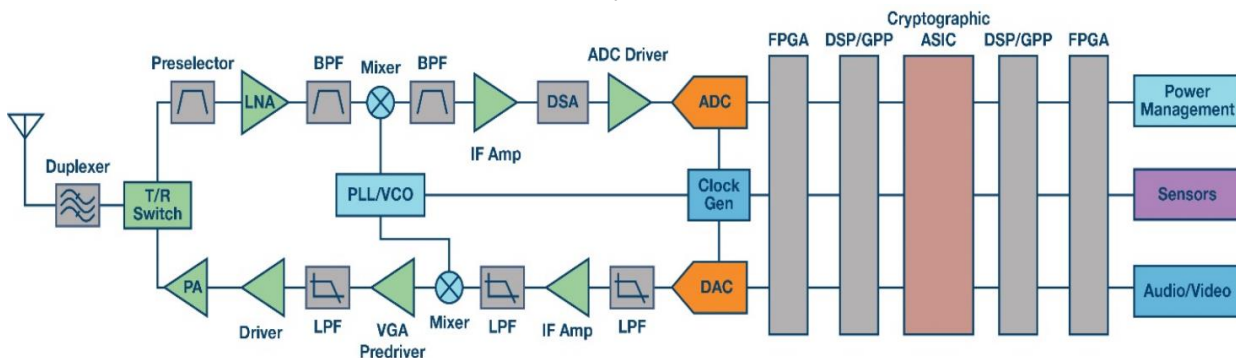 Cryptographic
FPGA DSP/GPP ASIC DSP/GPP FPGA
ADC Driver
Preselector BPF Mixer BPF
LNA DSA ADC Power
Management
IF Amp
Duplexer
T/R
Switch
PLL/VCO
Clock
Gen
Sensors
PA DAC Audio/Video
Driver LPF VGA
Predriver
Mixer LPF IF Amp LPF